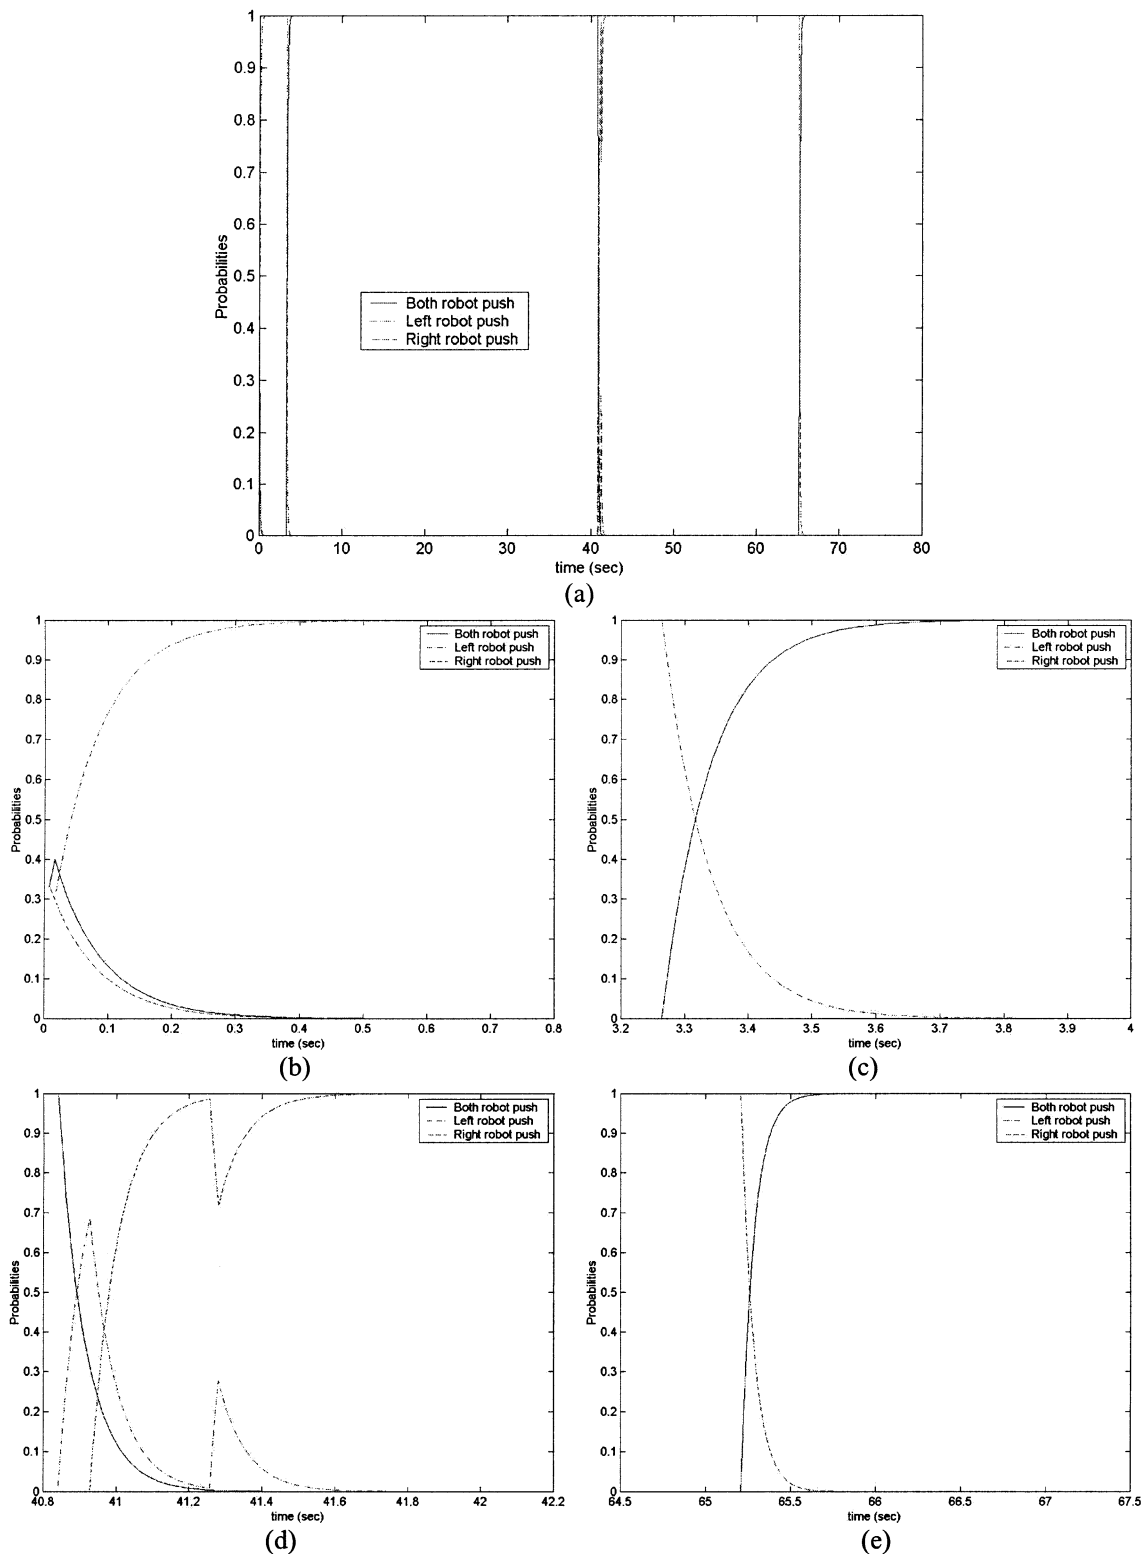 1
0.9
0.8
0.7
0.6
0.5
0.4
0.3
0.2
0.1
0
Probabilities
Both robot push
Left robot push
Right robot push
0 10 20 30 40 50 60 70 80
time (sec)
(a)
1
0.9
0.8
0.7
0.6
0.5
0.4
0.3
0.2
0.1
0
Probabilities
Both robot push
Left robot push
Right robot push
0 0.1 0.2 0.3 0.4 0.5 0.6 0.7 0.8
time (sec)
(b)
1
0.9
0.8
0.7
0.6
0.5
0.4
0.3
0.2
0.1
0
Probabilities
Both robot push
Left robot push
Right robot push
3.2 3.3 3.4 3.5 3.6 3.7 3.8 3.9 4
time (sec)
(c)
1
0.9
0.8
0.7
0.6
0.5
0.4
0.3
0.2
0.1
0
Probabilities
Both robot push
Left robot push
Right robot push
40.8 41 41.2 41.4 41.6 41.8 42 42.2
time (sec)
(d)
1
0.9
0.8
0.7
0.6
0.5
0.4
0.3
0.2
0.1
0
Probabilities
Both robot push
Left robot push
Right robot push
64.5 65 65.5 66 66.5 67 67.5
time (sec)
(e)